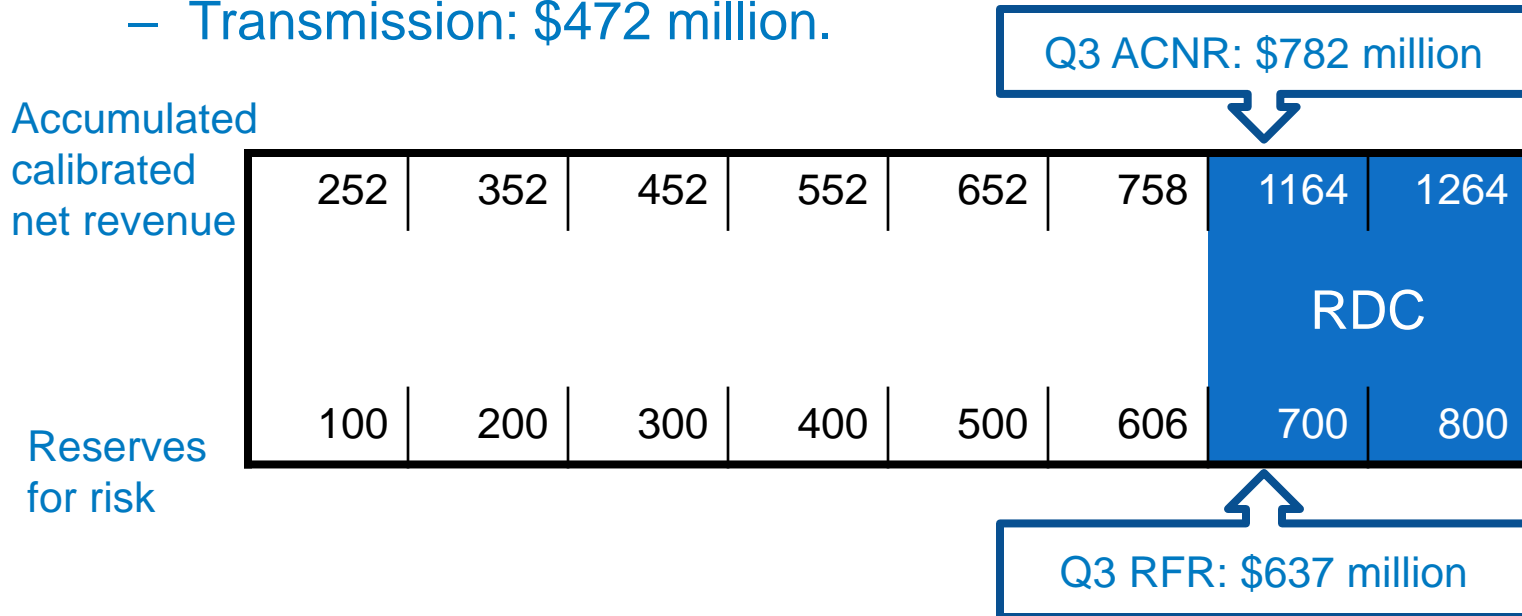 – Transmission: $472 million.
Q3 ACNR: $782 million
Accumulated
calibrated
net revenue
252 352 452 552 652 758 1164 1264
RDC
100 200 300 400 500 606 700 800
Reserves
for risk
Q3 RFR: $637 million